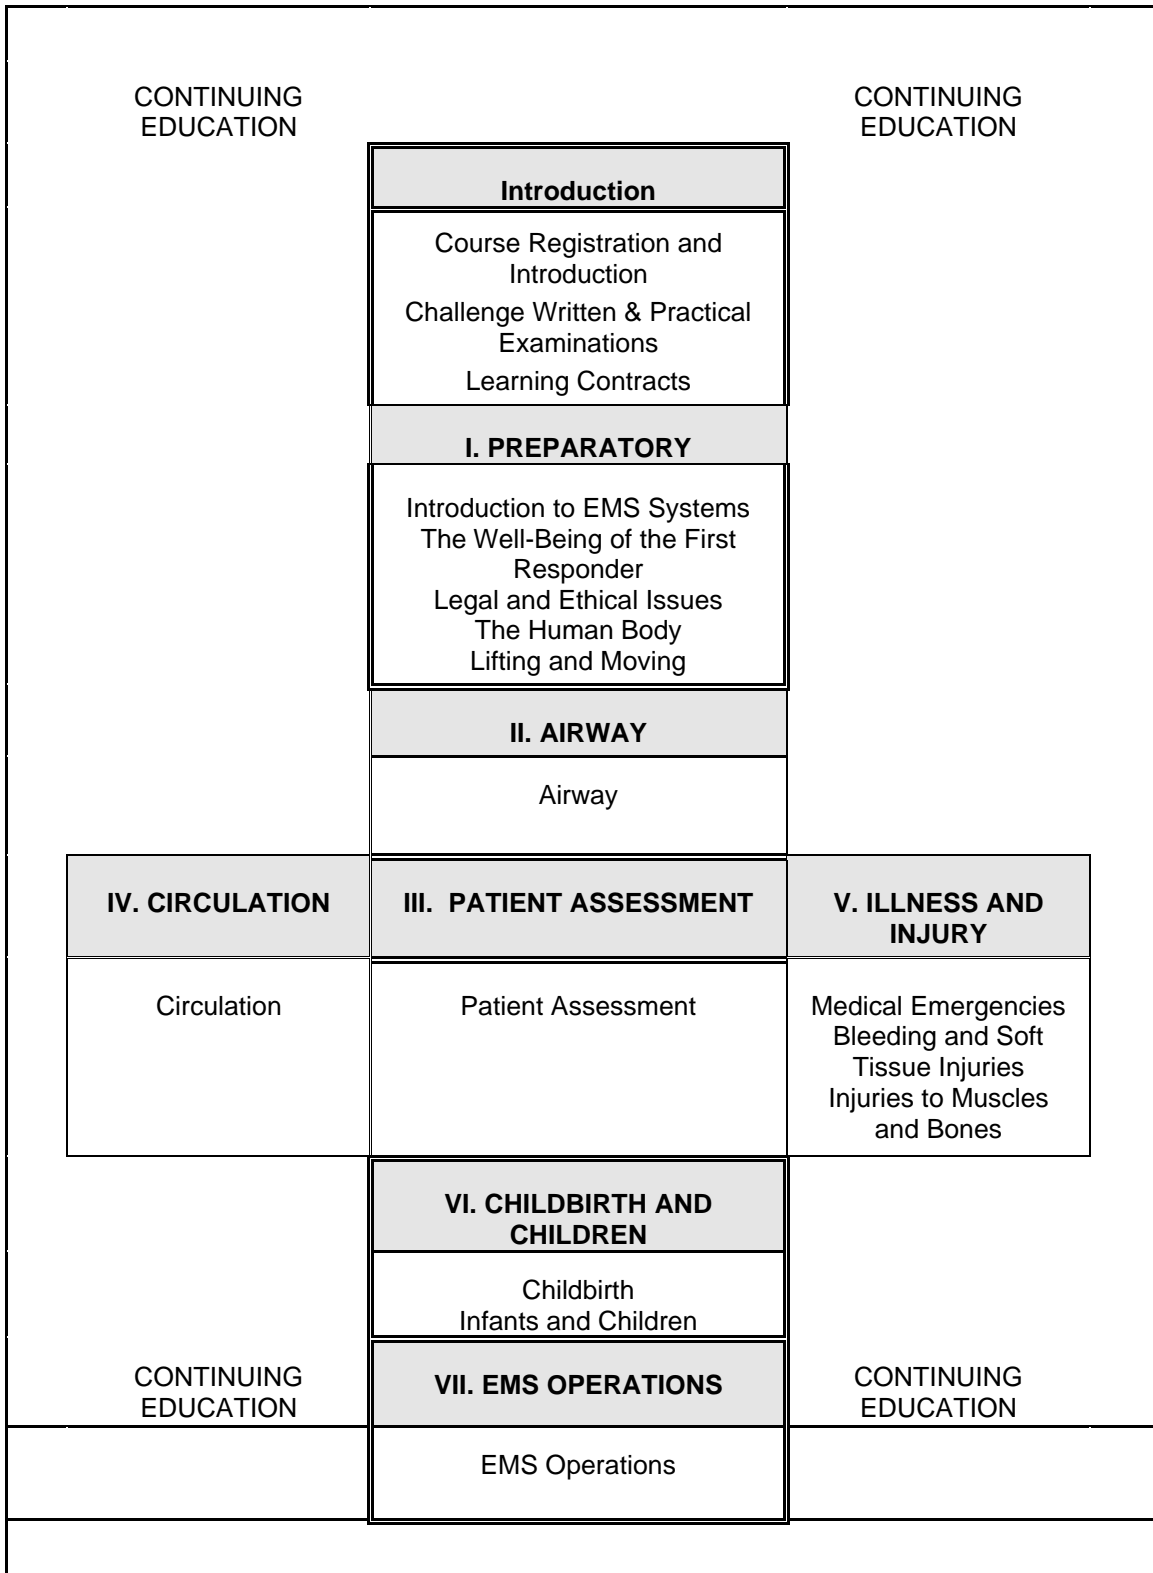 CONTINUING
EDUCATION
CONTINUING
EDUCATION
Introduction
Course Registration and
Introduction
Challenge Written & Practical
Examinations
Learning Contracts
I. PREPARATORY
Introduction to EMS Systems
The Well-Being of the First
Responder
Legal and Ethical Issues
The Human Body
Lifting and Moving
II. AIRWAY
Airway
IV. CIRCULATION
III. PATIENT ASSESSMENT
V. ILLNESS AND
INJURY
Circulation
Patient Assessment
Medical Emergencies
Bleeding and Soft
Tissue Injuries
Injuries to Muscles
and Bones
VI. CHILDBIRTH AND
CHILDREN
Childbirth
Infants and Children
CONTINUING
EDUCATION
VII. EMS OPERATIONS
CONTINUING
EDUCATION
EMS Operations